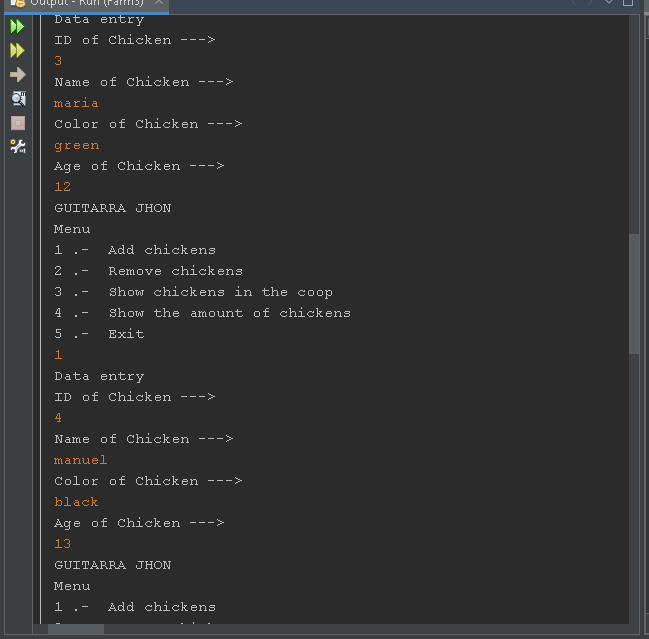 Output - Run (Farm3)
Data entry
ID of Chicken --->
3
Name of Chicken --->
maria
Color of Chicken --->
green
Age of Chicken --->
12
GUITARRA JHON
Menu
1 .-  Add chickens
2 .-  Remove chickens
3 .-  Show chickens in the coop
4 .-  Show the amount of chickens
5 .-  Exit
1
Data entry
ID of Chicken --->
4
Name of Chicken --->
manuel
Color of Chicken --->
black
Age of Chicken --->
13
GUITARRA JHON
Menu
1 .-  Add chickens